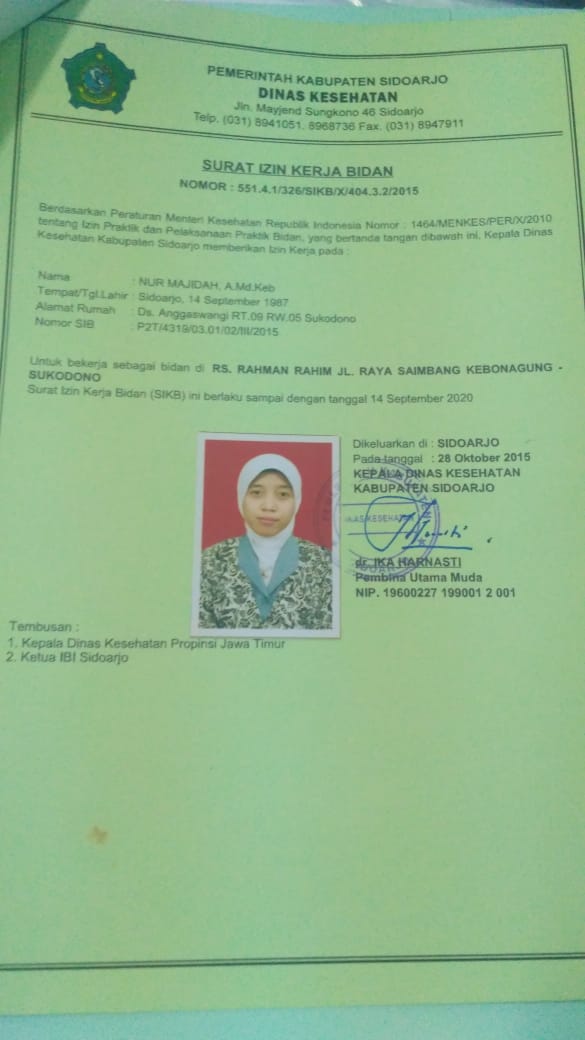 PEMERINTAH KABUPATEN SIDOARJO
DINAS KESEHATAN
Jln. Mayjend Sungkono 46 Sidoarjo
Telp. (031) 8941051. 8968736 Fax. (031) 8947911
SURAT IZIN KERJA BIDAN
NOMOR : 551.4.1/326/SIKB/X/404.3.2/2015
Berdasarkan Peraturan Menteri Kesehatan Republik Indonesia Nomor : 1464/MENKES/PER/X/2010
tentang Izin Praktik dan Pelaksanaan Praktik Bidan, yang bertanda tangan dibawah ini, Kepala Dinas
Kesehatan Kabupaten Sidoarjo memberikan Izin Kerja pada :
Nama : NUR MAJIDAH, A.Md.Keb
Tempat/Tgl.Lahir : Sidoarjo, 14 September 1987
Alamat Rumah : Ds. Anggaswangi RT.09 RW.05 Sukodono
Nomor SIB : P2T/4319/03.01/02/III/2015
Untuk bekerja sebagai bidan di RS. RAHMAN RAHIM JL. RAYA SAIMBANG KEBONAGUNG -
SUKODONO
Surat Izin Kerja Bidan (SIKB) ini berlaku sampai dengan tanggal 14 September 2020
Dikeluarkan di : SIDOARJO
Pada tanggal : 28 Oktober 2015
KEPALA DINAS KESEHATAN
KABUPATEN SIDOARJO
DINAS KESEHATAN
dr. IKA HARNASTI
Pembina Utama Muda
NIP. 19600227 199001 2 001
Tembusan :
1. Kepala Dinas Kesehatan Propinsi Jawa Timur
2. Ketua IBI Sidoarjo